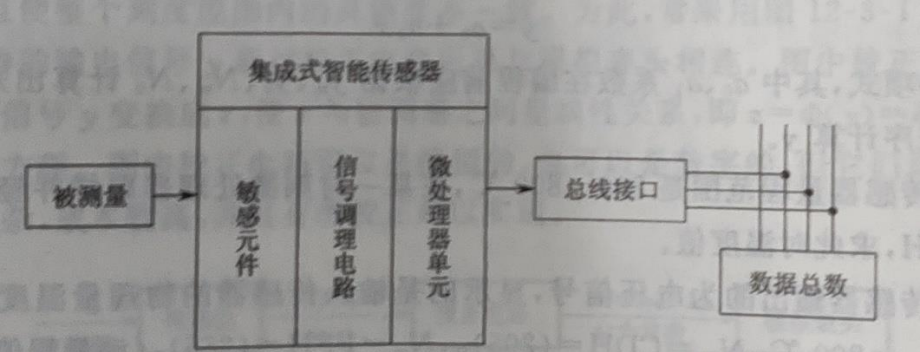 集成式智能传感器
被测量
敏感元件
信号调理电路
微处理器单元
总线接口
数据总数